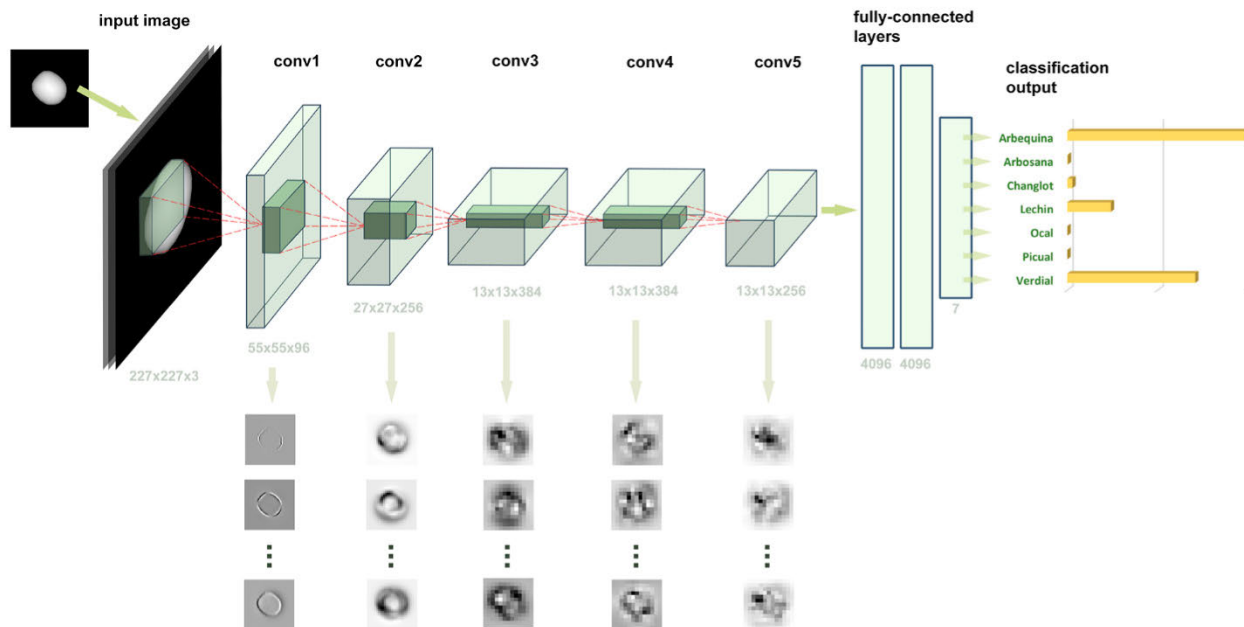 input image
conv1
conv2
conv3
conv4
conv5
fully-connected
layers
classification
output
227x227x3
55x55x96
27x27x256
13x13x384
13x13x384
13x13x256
4096
4096
7
Arbequina
Arbosana
Changlot
Lechin
Ocal
Picual
Verdial